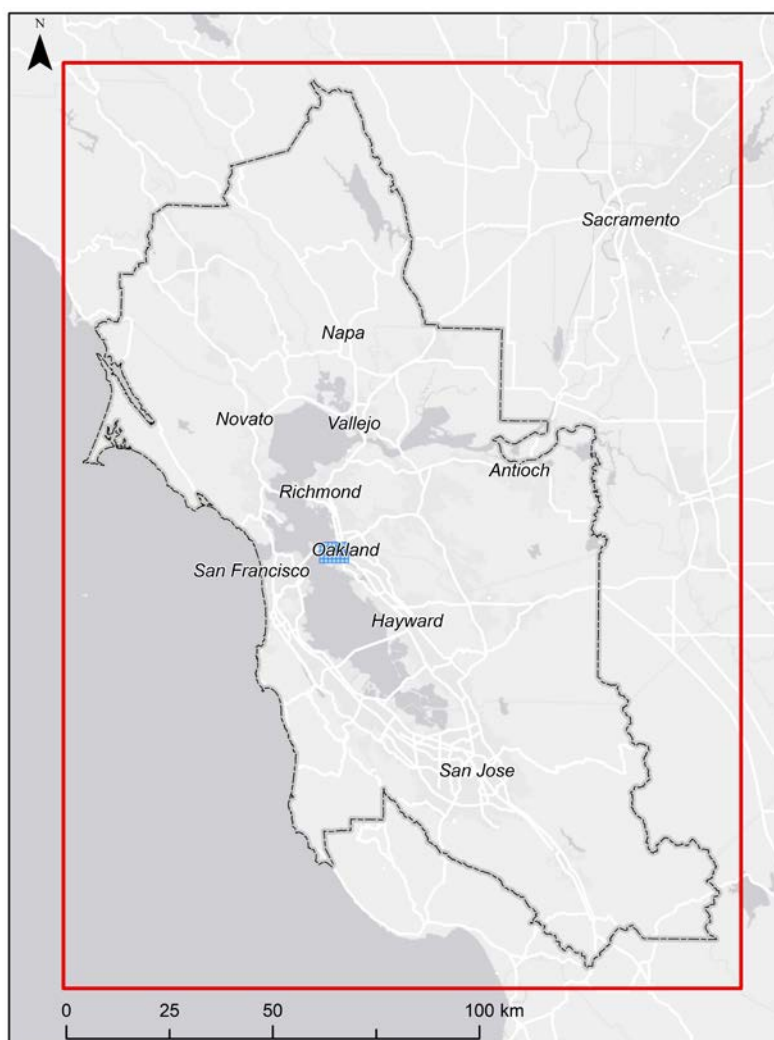 N
Sacramento
Napa
Novato
Vallejo
Antioch
Richmond
Oakland
San Francisco
Hayward
San Jose
0 25 50 100 km